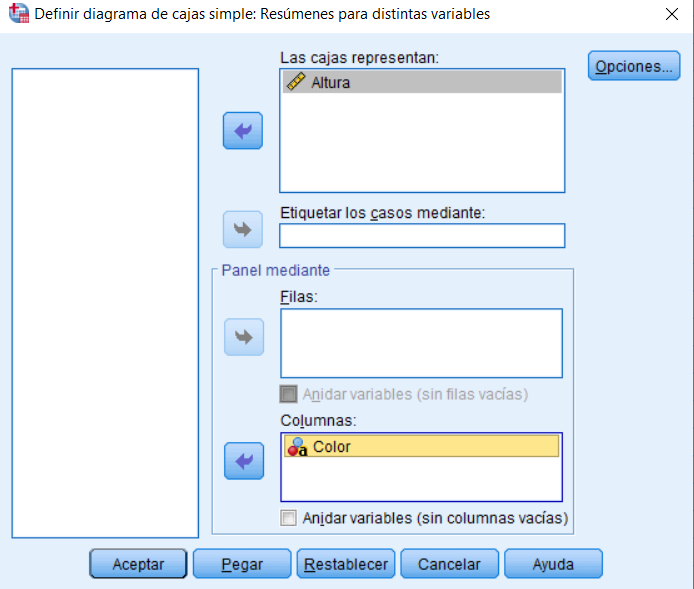 Definir diagrama de cajas simple: Resúmenes para distintas variables
Las cajas representan:
Opciones...
Altura
Etiquetar los casos mediante:
Panel mediante
Filas:
Anidar variables (sin filas vacías)
Columnas:
a Color
Anidar variables (sin columnas vacías)
Aceptar Pegar Restablecer Cancelar Ayuda